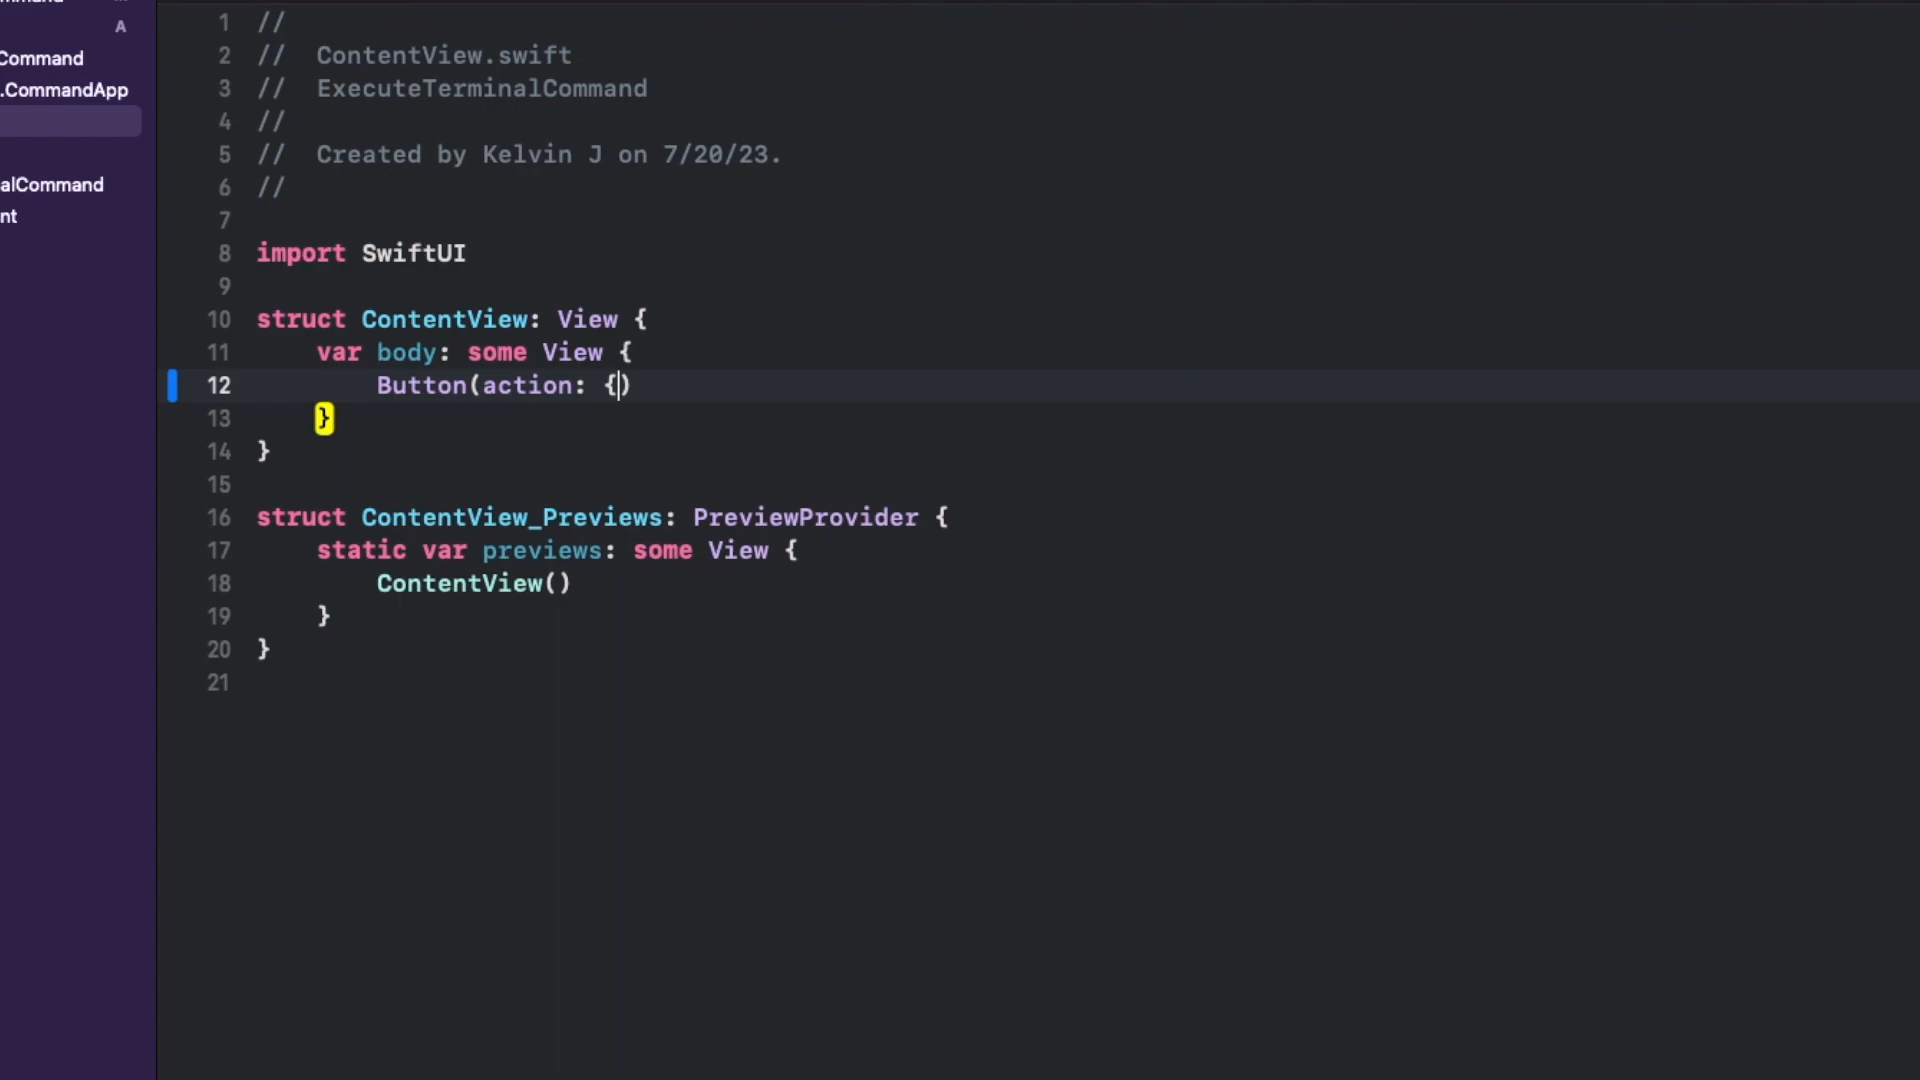 A
Command
.CommandApp
alCommand
nt
1 //
2 //  ContentView.swift
3 //  ExecuteTerminalCommand
4 //
5 //  Created by Kelvin J on 7/20/23.
6 //
7
8 import SwiftUI
9
10 struct ContentView: View {
11     var body: some View {
12         Button(action: {)
13     }
14 }
15
16 struct ContentView_Previews: PreviewProvider {
17     static var previews: some View {
18         ContentView()
19     }
20 }
21